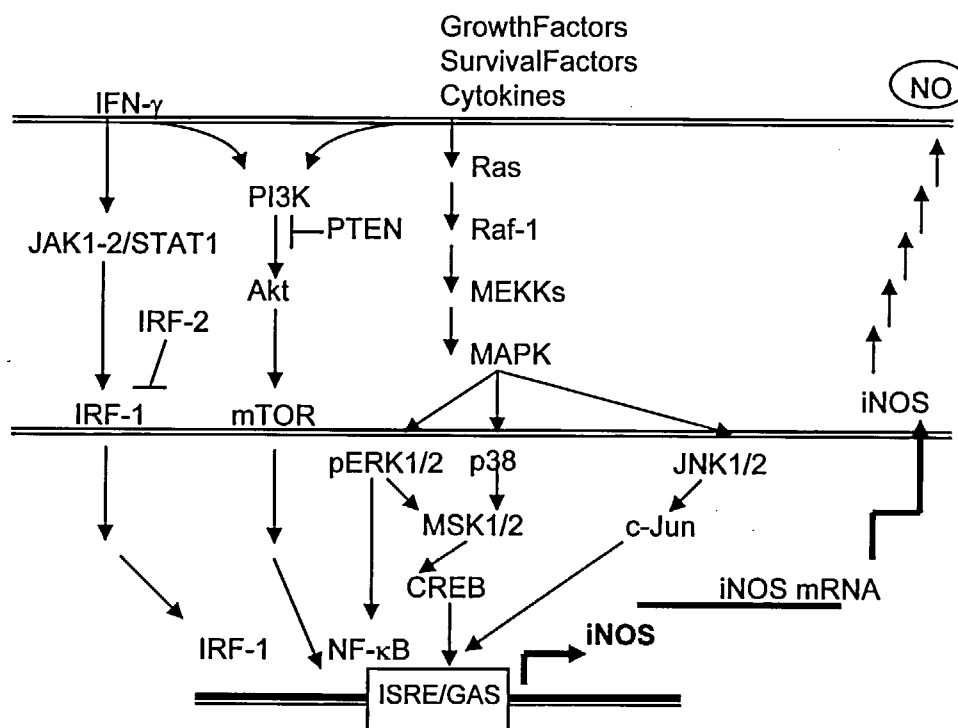 GrowthFactors
SurvivalFactors
Cytokines
NO
IFN-γ
Ras
PI3K
PTEN
Raf-1
JAK1-2/STAT1
Akt
MEKKs
IRF-2
MAPK
IRF-1
mTOR
iNOS
pERK1/2
p38
JNK1/2
MSK1/2
c-Jun
CREB
iNOS mRNA
IRF-1
NF-κB
iNOS
ISRE/GAS